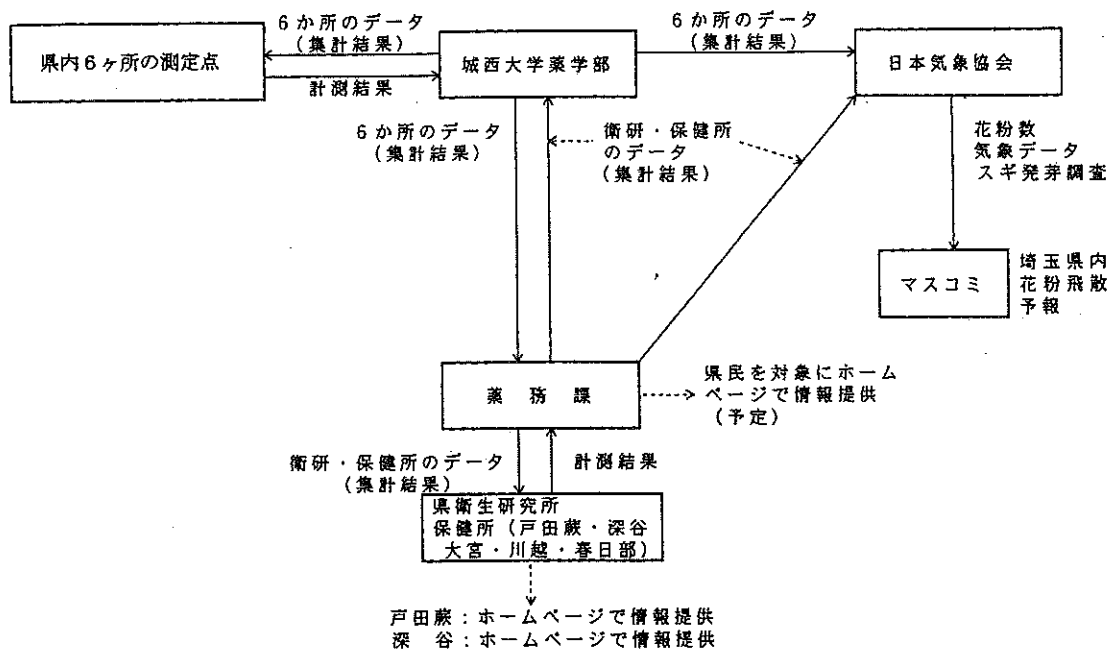 6か所のデータ
(集計結果)
6か所のデータ
(集計結果)
県内6ヶ所の測定点
城西大学薬学部
日本気象協会
計測結果
6か所のデータ
(集計結果)
衛研・保健所
のデータ
(集計結果)
花粉数
気象データ
スギ発芽調査
マスコミ
埼玉県内
花粉飛散
予報
薬務課
県民を対象にホーム
ページで情報提供
(予定)
衛研・保健所のデータ
(集計結果)
計測結果
県衛生研究所
保健所(戸田蕨・深谷
大宮・川越・春日部)
戸田蕨:ホームページで情報提供
深 谷:ホームページで情報提供